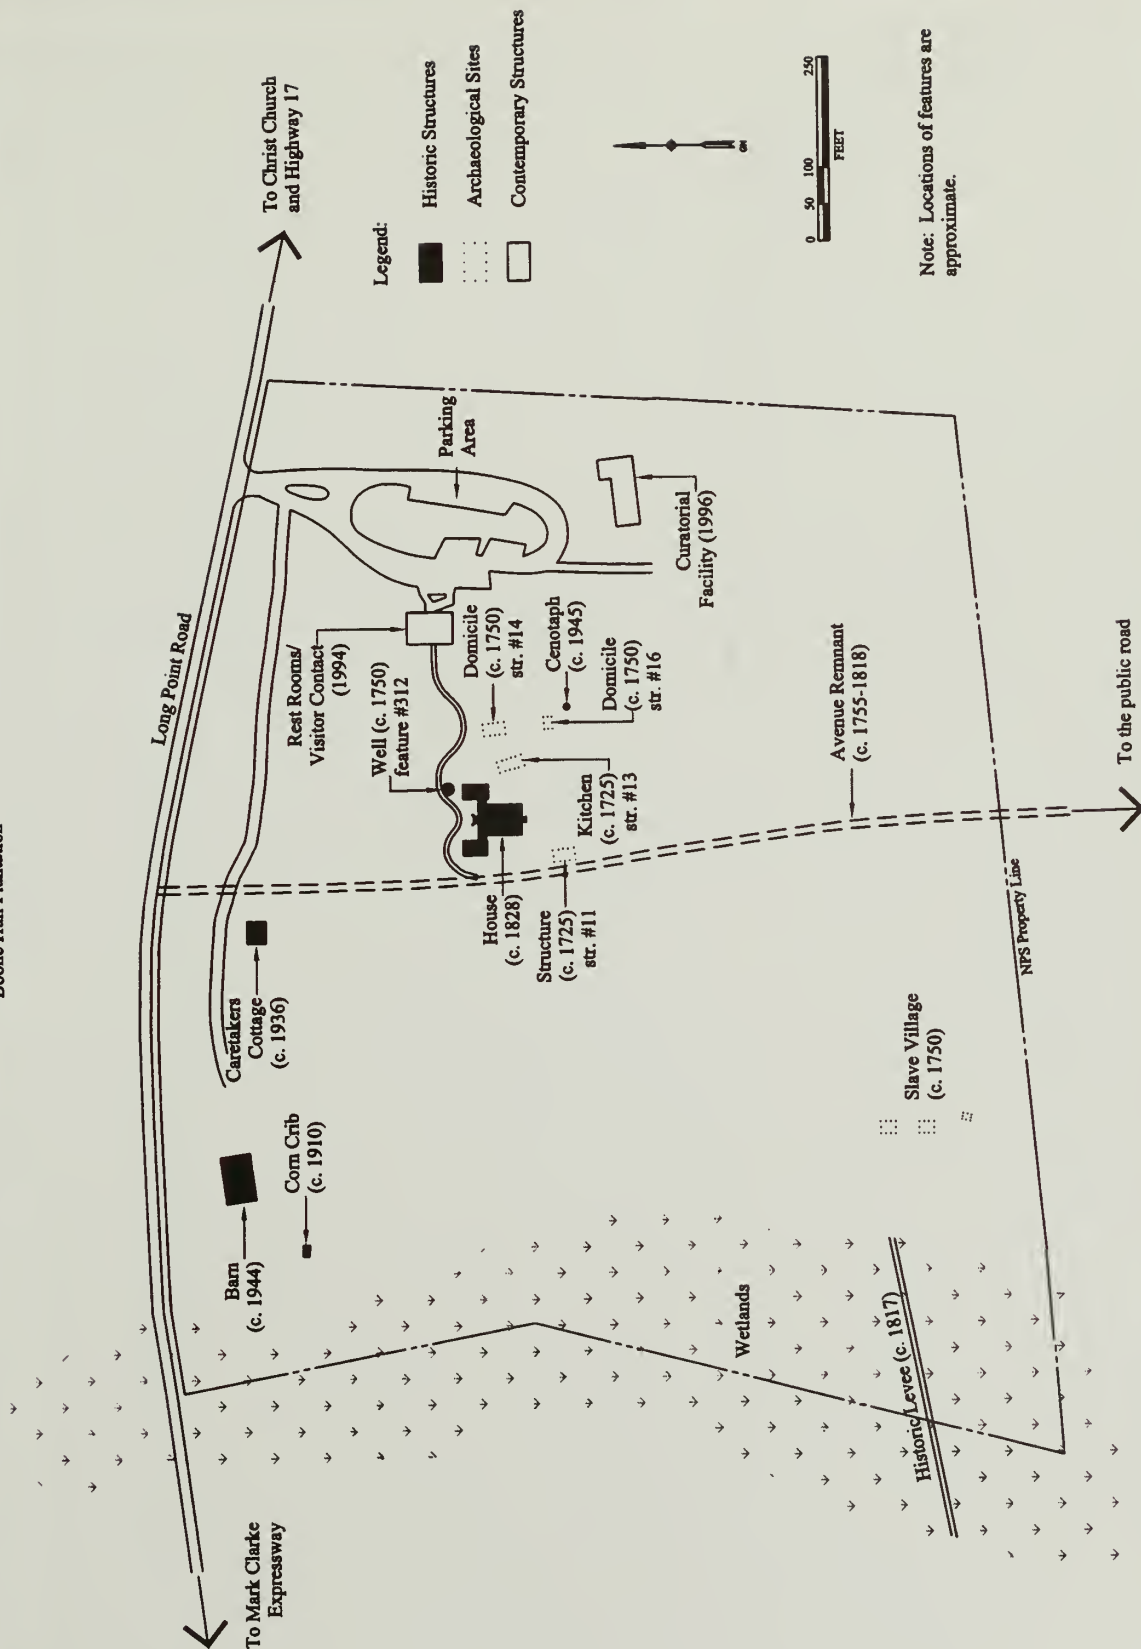 To Christ Church
and Highway 17
Legend:
Historic Structures
Archaeological Sites
Contemporary Structures
GN
0
50
100
250
FEET
Note: Locations of features are
approximate.
Long Point Road
Parking
Area
Curatorial
Facility (1996)
Rest Rooms/
Visitor Contact
(1994)
Well (c. 1750)
feature #312
Domicile
(c. 1750)
str. #14
Cenotaph
(c. 1945)
Domicile
(c. 1750)
str. #16
Kitchen
(c. 1725)
str. #13
House
(c. 1828)
Structure
(c. 1725)
str. #11
Avenue Remnant
(c. 1755-1818)
To the public road
NPS Property Line
Caretakers
Cottage
(c. 1936)
Barn
(c. 1944)
Corn Crib
(c. 1910)
Slave Village
(c. 1750)
Wetlands
Historic Levee (c. 1817)
To Mark Clarke
Expressway